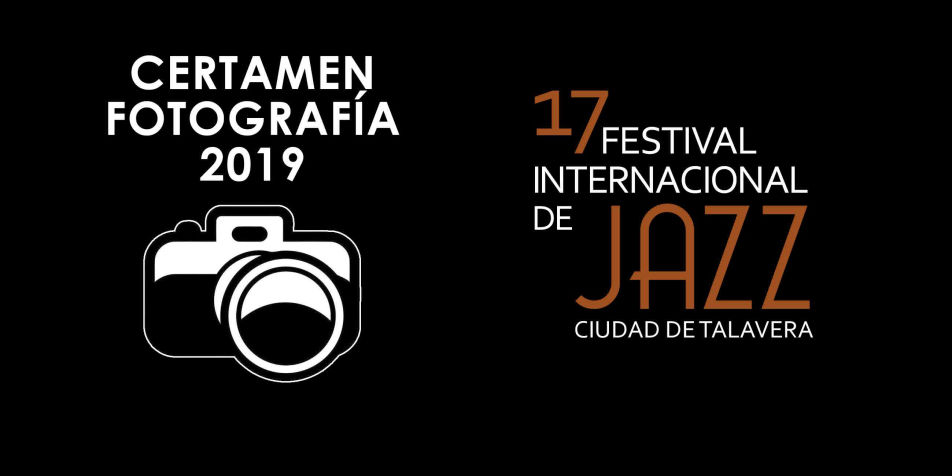 CERTAMEN
FOTOGRAFÍA
2019
17 FESTIVAL
INTERNACIONAL
DE JAZZ
CIUDAD DE TALAVERA